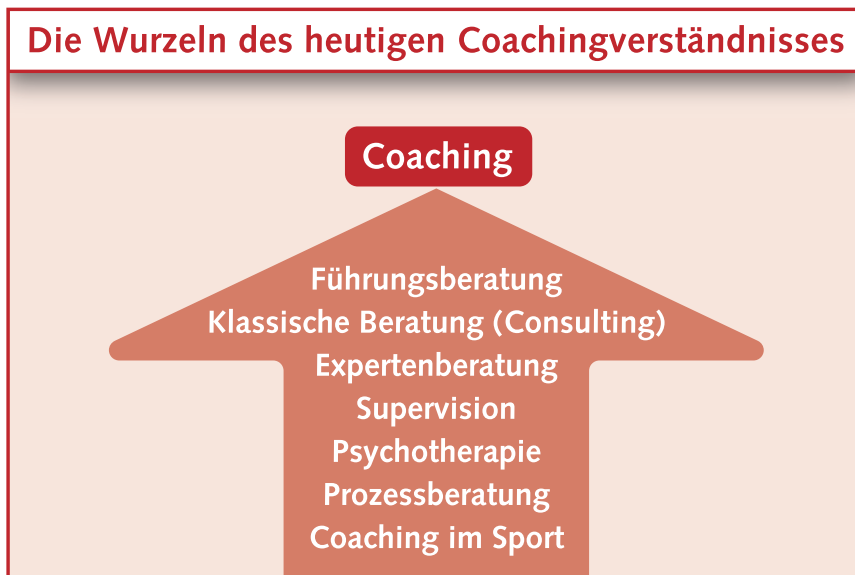 Die Wurzeln des heutigen Coachingverständnisses
Coaching
Führungsberatung
Klassische Beratung (Consulting)
Expertenberatung
Supervision
Psychotherapie
Prozessberatung
Coaching im Sport